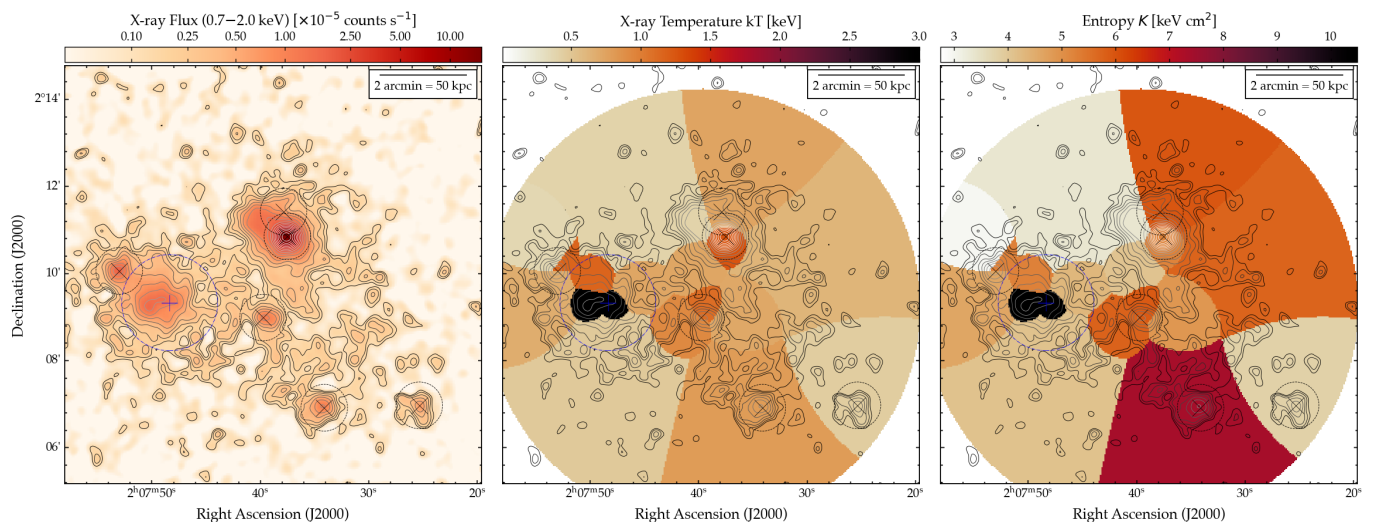 X-ray Flux (0.7−2.0 keV) [×10⁻⁵ counts s⁻¹]
0.10 0.25 0.50 1.00 2.50 5.00 10.00
2 arcmin = 50 kpc
2°14'
12'
10'
08'
06'
Declination (J2000)
2ʰ07ᵐ50ˢ 40ˢ 30ˢ 20ˢ
Right Ascension (J2000)
X-ray Temperature kT [keV]
0.5 1.0 1.5 2.0 2.5 3.0
2 arcmin = 50 kpc
2ʰ07ᵐ50ˢ 40ˢ 30ˢ 20ˢ
Right Ascension (J2000)
Entropy K [keV cm²]
3 4 5 6 7 8 9 10
2 arcmin = 50 kpc
2ʰ07ᵐ50ˢ 40ˢ 30ˢ 20ˢ
Right Ascension (J2000)